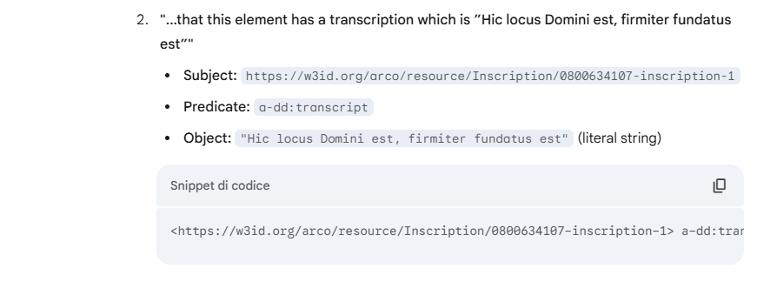 2. "...that this element has a transcription which is ”Hic locus Domini est, firmiter fundatus
est”"
• Subject: https://w3id.org/arco/resource/Inscription/0800634107-inscription-1
• Predicate: a-dd:transcript
• Object: "Hic locus Domini est, firmiter fundatus est" (literal string)
Snippet di codice
<https://w3id.org/arco/resource/Inscription/0800634107-inscription-1> a-dd:tran